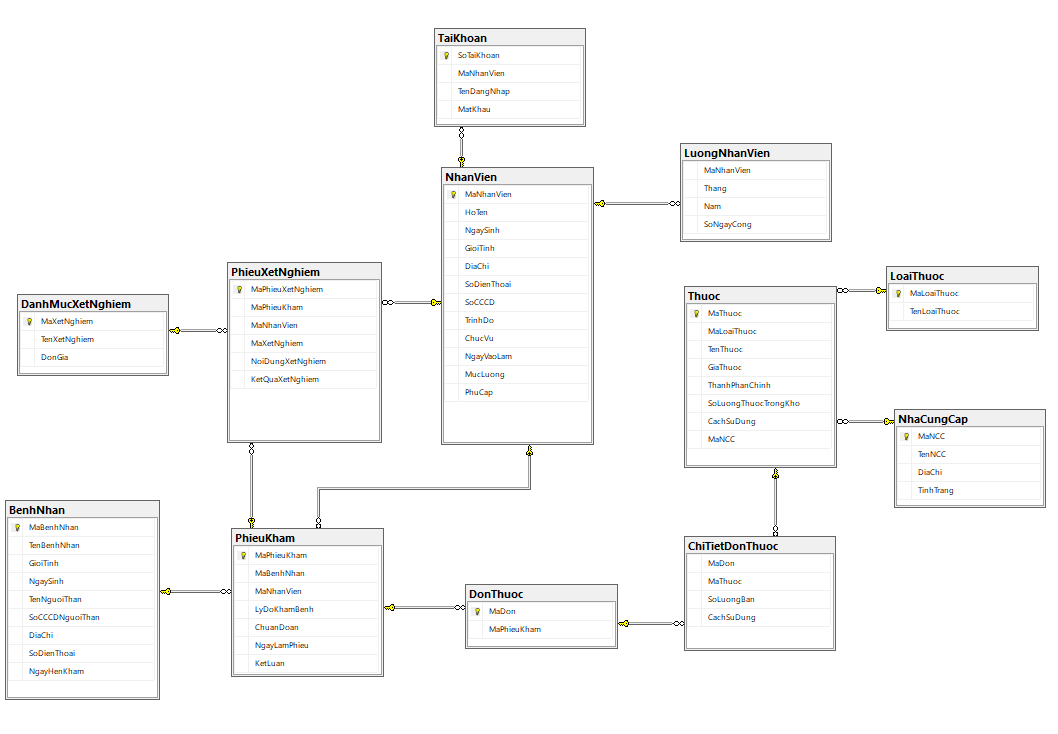 TaiKhoan
SoTaiKhoan
MaNhanVien
TenDangNhap
MatKhau
LuongNhanVien
MaNhanVien
Thang
Nam
SoNgayCong
NhanVien
MaNhanVien
HoTen
NgaySinh
GioiTinh
DiaChi
SoDienThoai
SoCCCD
TrinhDo
ChucVu
NgayVaoLam
MucLuong
PhuCap
PhieuXetNghiem
MaPhieuXetNghiem
MaPhieuKham
MaNhanVien
MaXetNghiem
NoiDungXetNghiem
KetQuaXetNghiem
DanhMucXetNghiem
MaXetNghiem
TenXetNghiem
DonGia
LoaiThuoc
MaLoaiThuoc
TenLoaiThuoc
Thuoc
MaThuoc
MaLoaiThuoc
TenThuoc
GiaThuoc
ThanhPhanChinh
SoLuongThuocTrongKho
CachSuDung
MaNCC
NhaCungCap
MaNCC
TenNCC
DiaChi
TinhTrang
BenhNhan
MaBenhNhan
TenBenhNhan
GioiTinh
NgaySinh
TenNguoiThan
SoCCCDNguoiThan
DiaChi
SoDienThoai
NgayHenKham
PhieuKham
MaPhieuKham
MaBenhNhan
MaNhanVien
LyDoKhamBenh
ChuanDoan
NgayLamPhieu
KetLuan
DonThuoc
MaDon
MaPhieuKham
ChiTietDonThuoc
MaDon
MaThuoc
SoLuongBan
CachSuDung